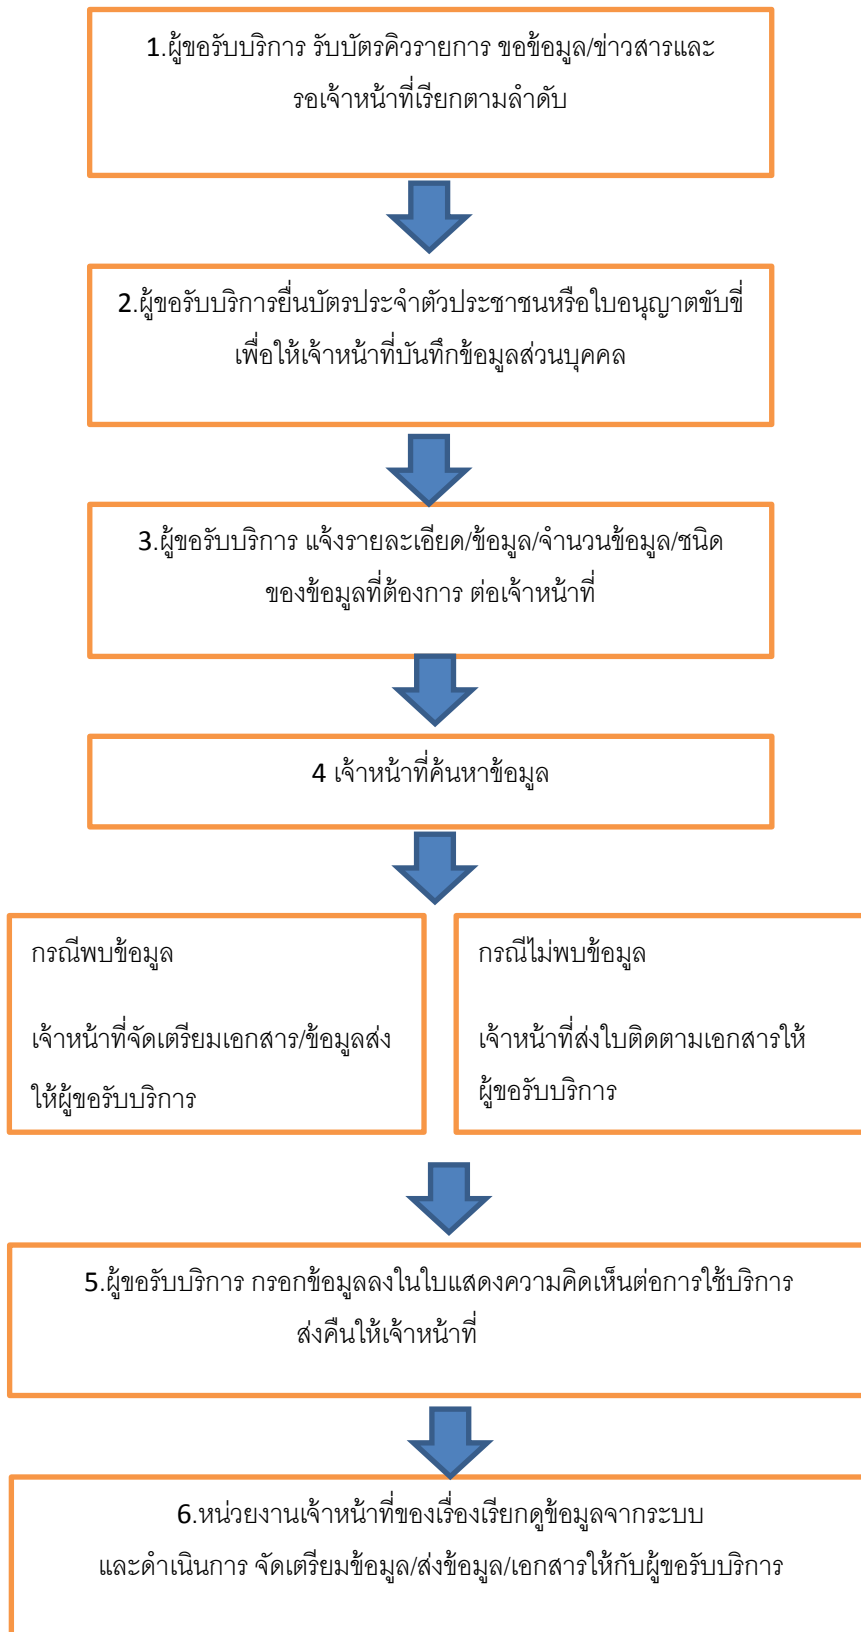 1.ผู้ขอรับบริการ รับบัตรคิวรายการ ขอข้อมูล/ข่าวสารและ
รอเจ้าหน้าที่เรียกตามลำดับ
2.ผู้ขอรับบริการยื่นบัตรประจำตัวประชาชนหรือใบอนุญาตขับขี่
เพื่อให้เจ้าหน้าที่บันทึกข้อมูลส่วนบุคคล
3.ผู้ขอรับบริการ แจ้งรายละเอียด/ข้อมูล/จำนวนข้อมูล/ชนิด
ของข้อมูลที่ต้องการ ต่อเจ้าหน้าที่
4 เจ้าหน้าที่ค้นหาข้อมูล
กรณีพบข้อมูล
เจ้าหน้าที่จัดเตรียมเอกสาร/ข้อมูลส่ง
ให้ผู้ขอรับบริการ
กรณีไม่พบข้อมูล
เจ้าหน้าที่ส่งใบติดตามเอกสารให้
ผู้ขอรับบริการ
5.ผู้ขอรับบริการ กรอกข้อมูลลงในใบแสดงความคิดเห็นต่อการใช้บริการ
ส่งคืนให้เจ้าหน้าที่
6.หน่วยงานเจ้าหน้าที่ของเรื่องเรียกดูข้อมูลจากระบบ
และดำเนินการ จัดเตรียมข้อมูล/ส่งข้อมูล/เอกสารให้กับผู้ขอรับบริการ